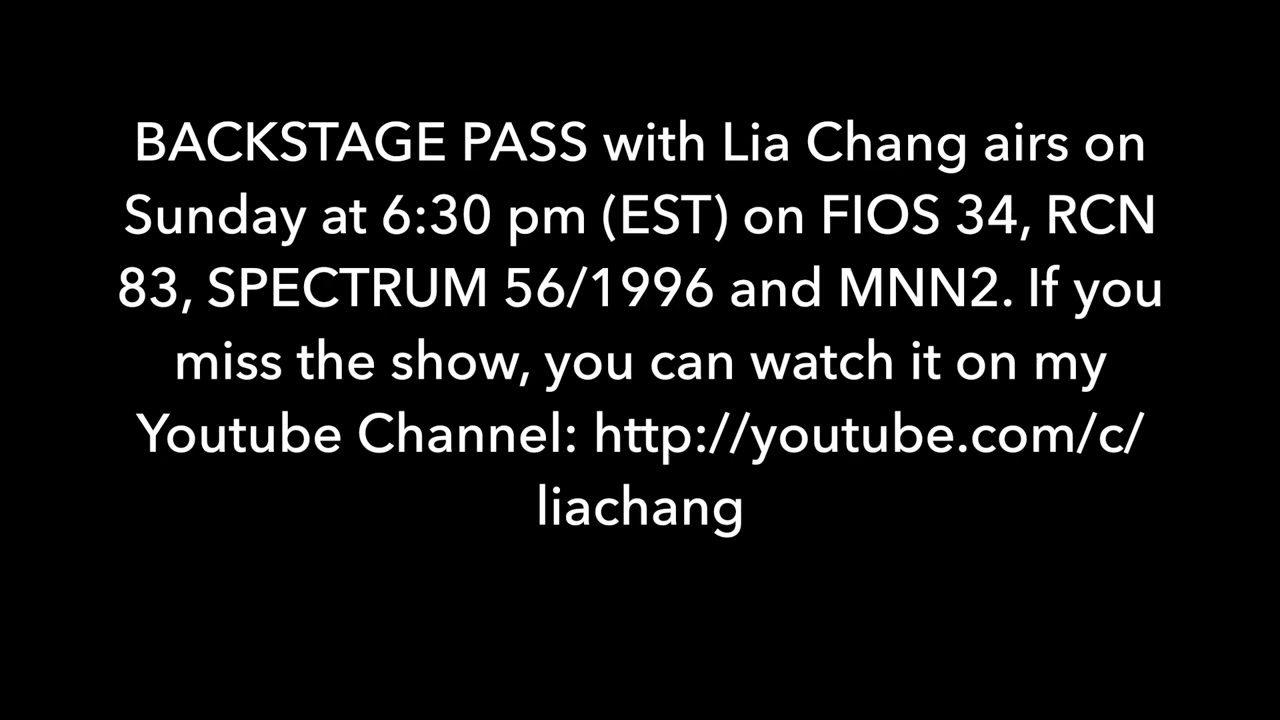 BACKSTAGE PASS with Lia Chang airs on
Sunday at 6:30 pm (EST) on FIOS 34, RCN
83, SPECTRUM 56/1996 and MNN2. If you
miss the show, you can watch it on my
Youtube Channel: http://youtube.com/c/
liachang